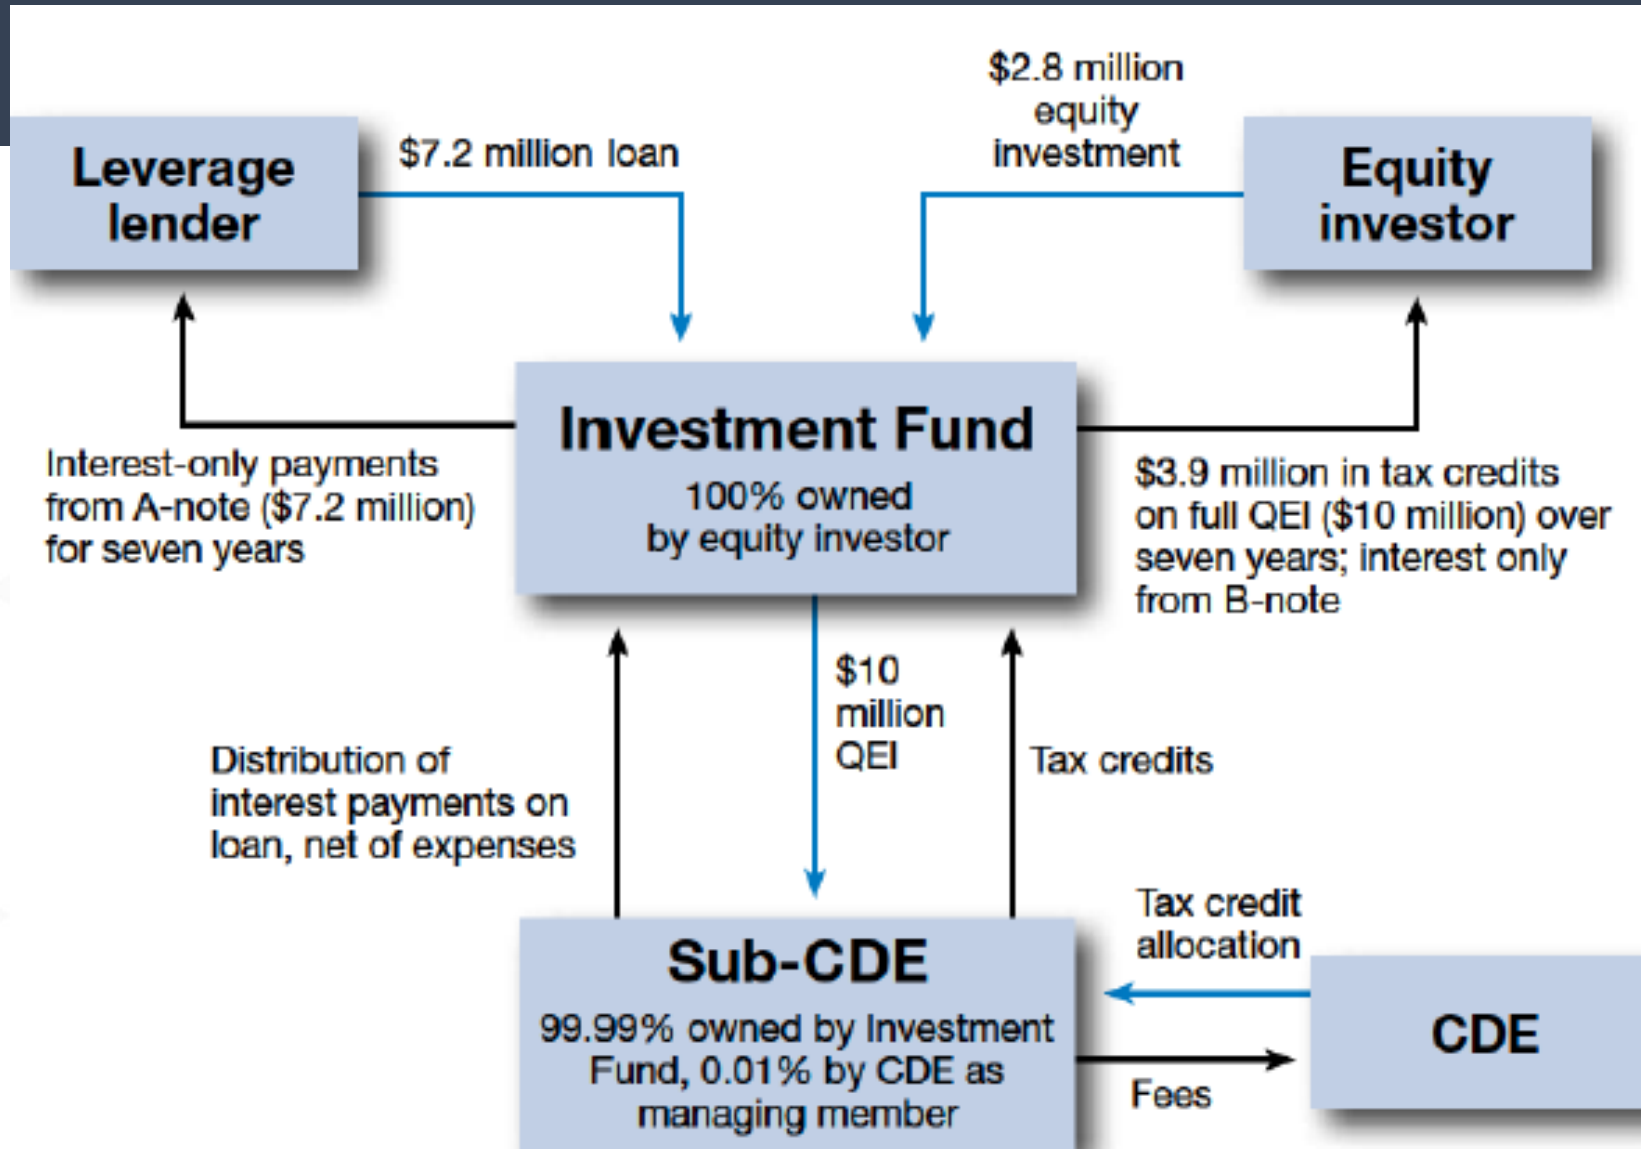 $2.8 million
equity
investment
$7.2 million loan
Leverage
lender
Equity
investor
Investment Fund
100% owned
by equity investor
Interest-only payments
from A-note ($7.2 million)
for seven years
$3.9 million in tax credits
on full QEI ($10 million) over
seven years; interest only
from B-note
$10
million
QEI
Distribution of
interest payments on
loan, net of expenses
Tax credits
Tax credit
allocation
Sub-CDE
99.99% owned by Investment
Fund, 0.01% by CDE as
managing member
CDE
Fees